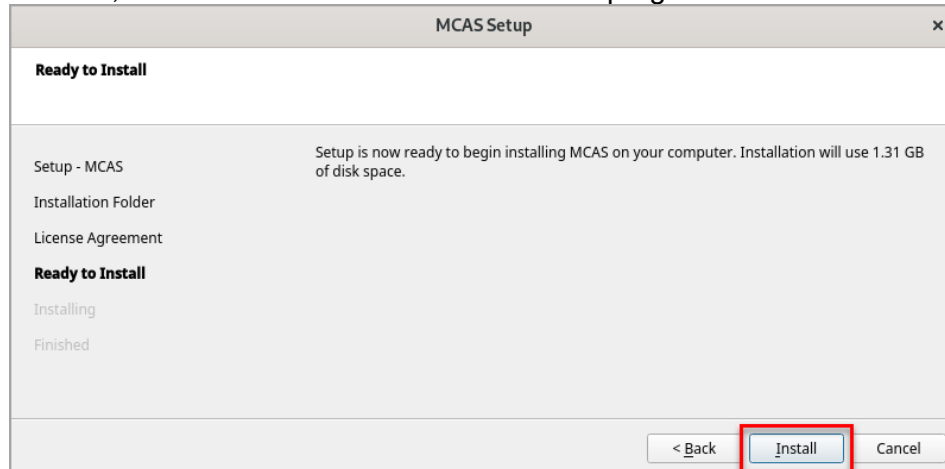 MCAS Setup
×
Ready to Install
Setup - MCAS
Installation Folder
License Agreement
Ready to Install
Installing
Finished
Setup is now ready to begin installing MCAS on your computer. Installation will use 1.31 GB
of disk space.
< Back
Install
Cancel